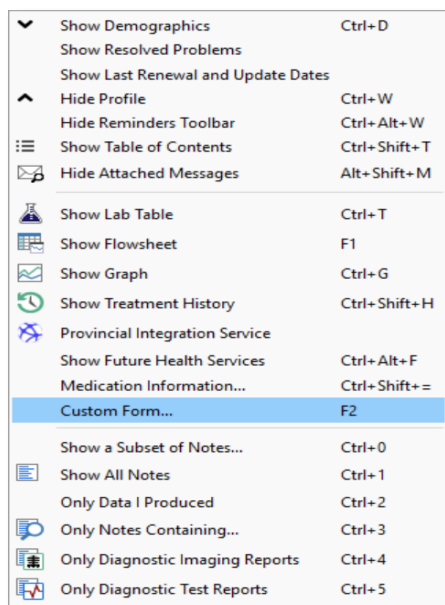 Show Demographics Ctrl+D
Show Resolved Problems
Show Last Renewal and Update Dates
Hide Profile Ctrl+W
Hide Reminders Toolbar Ctrl+Alt+W
Show Table of Contents Ctrl+Shift+T
Hide Attached Messages Alt+Shift+M
Show Lab Table Ctrl+T
Show Flowsheet F1
Show Graph Ctrl+G
Show Treatment History Ctrl+Shift+H
Provincial Integration Service
Show Future Health Services Ctrl+Alt+F
Medication Information... Ctrl+Shift+=
Custom Form... F2
Show a Subset of Notes... Ctrl+0
Show All Notes Ctrl+1
Only Data I Produced Ctrl+2
Only Notes Containing... Ctrl+3
Only Diagnostic Imaging Reports Ctrl+4
Only Diagnostic Test Reports Ctrl+5